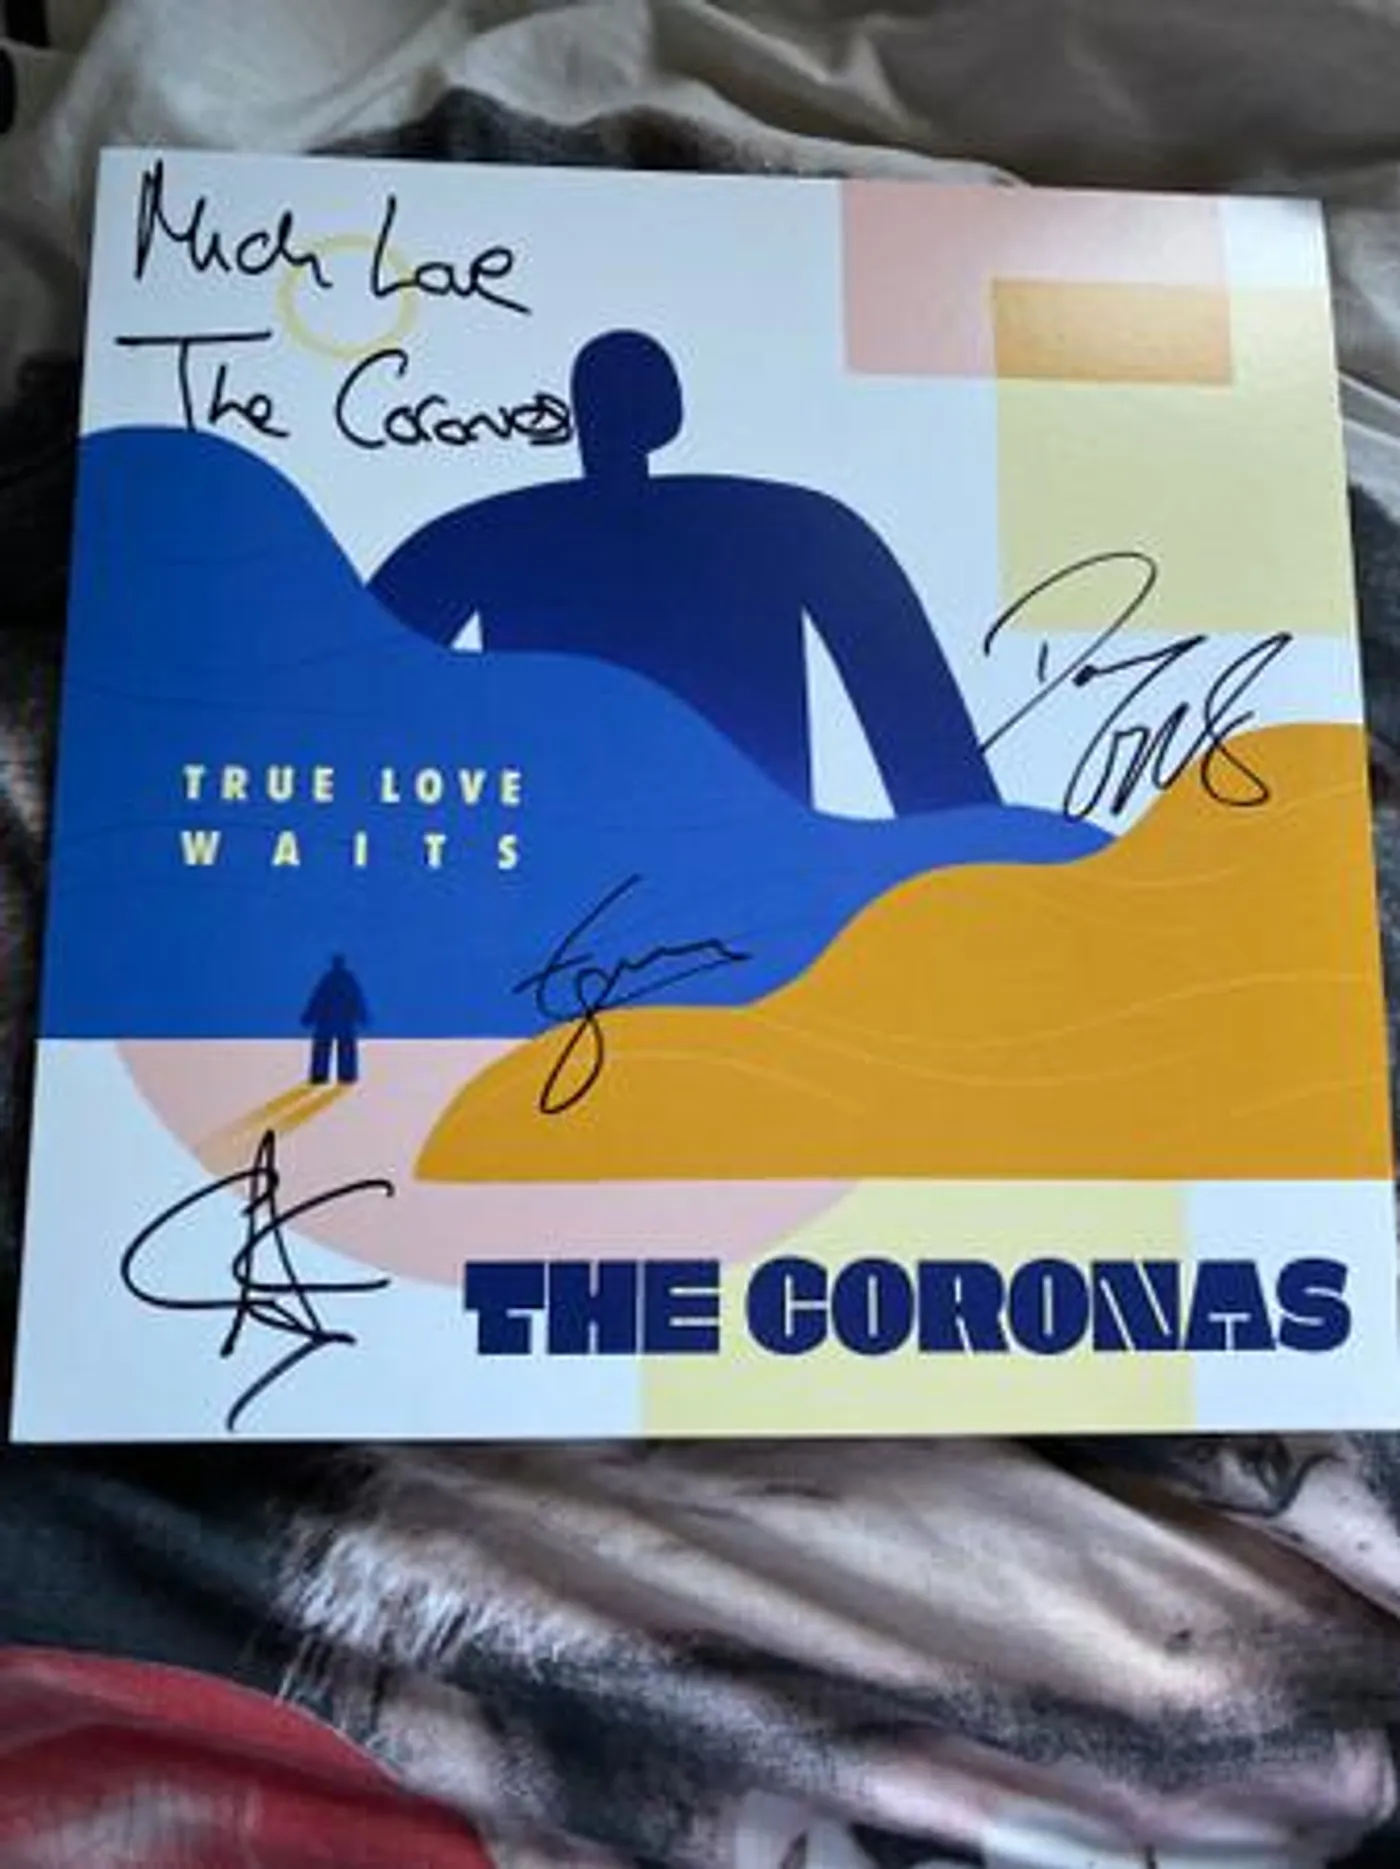 Much Love
The Coronas
TRUE LOVE
WAITS
THE CORONAS